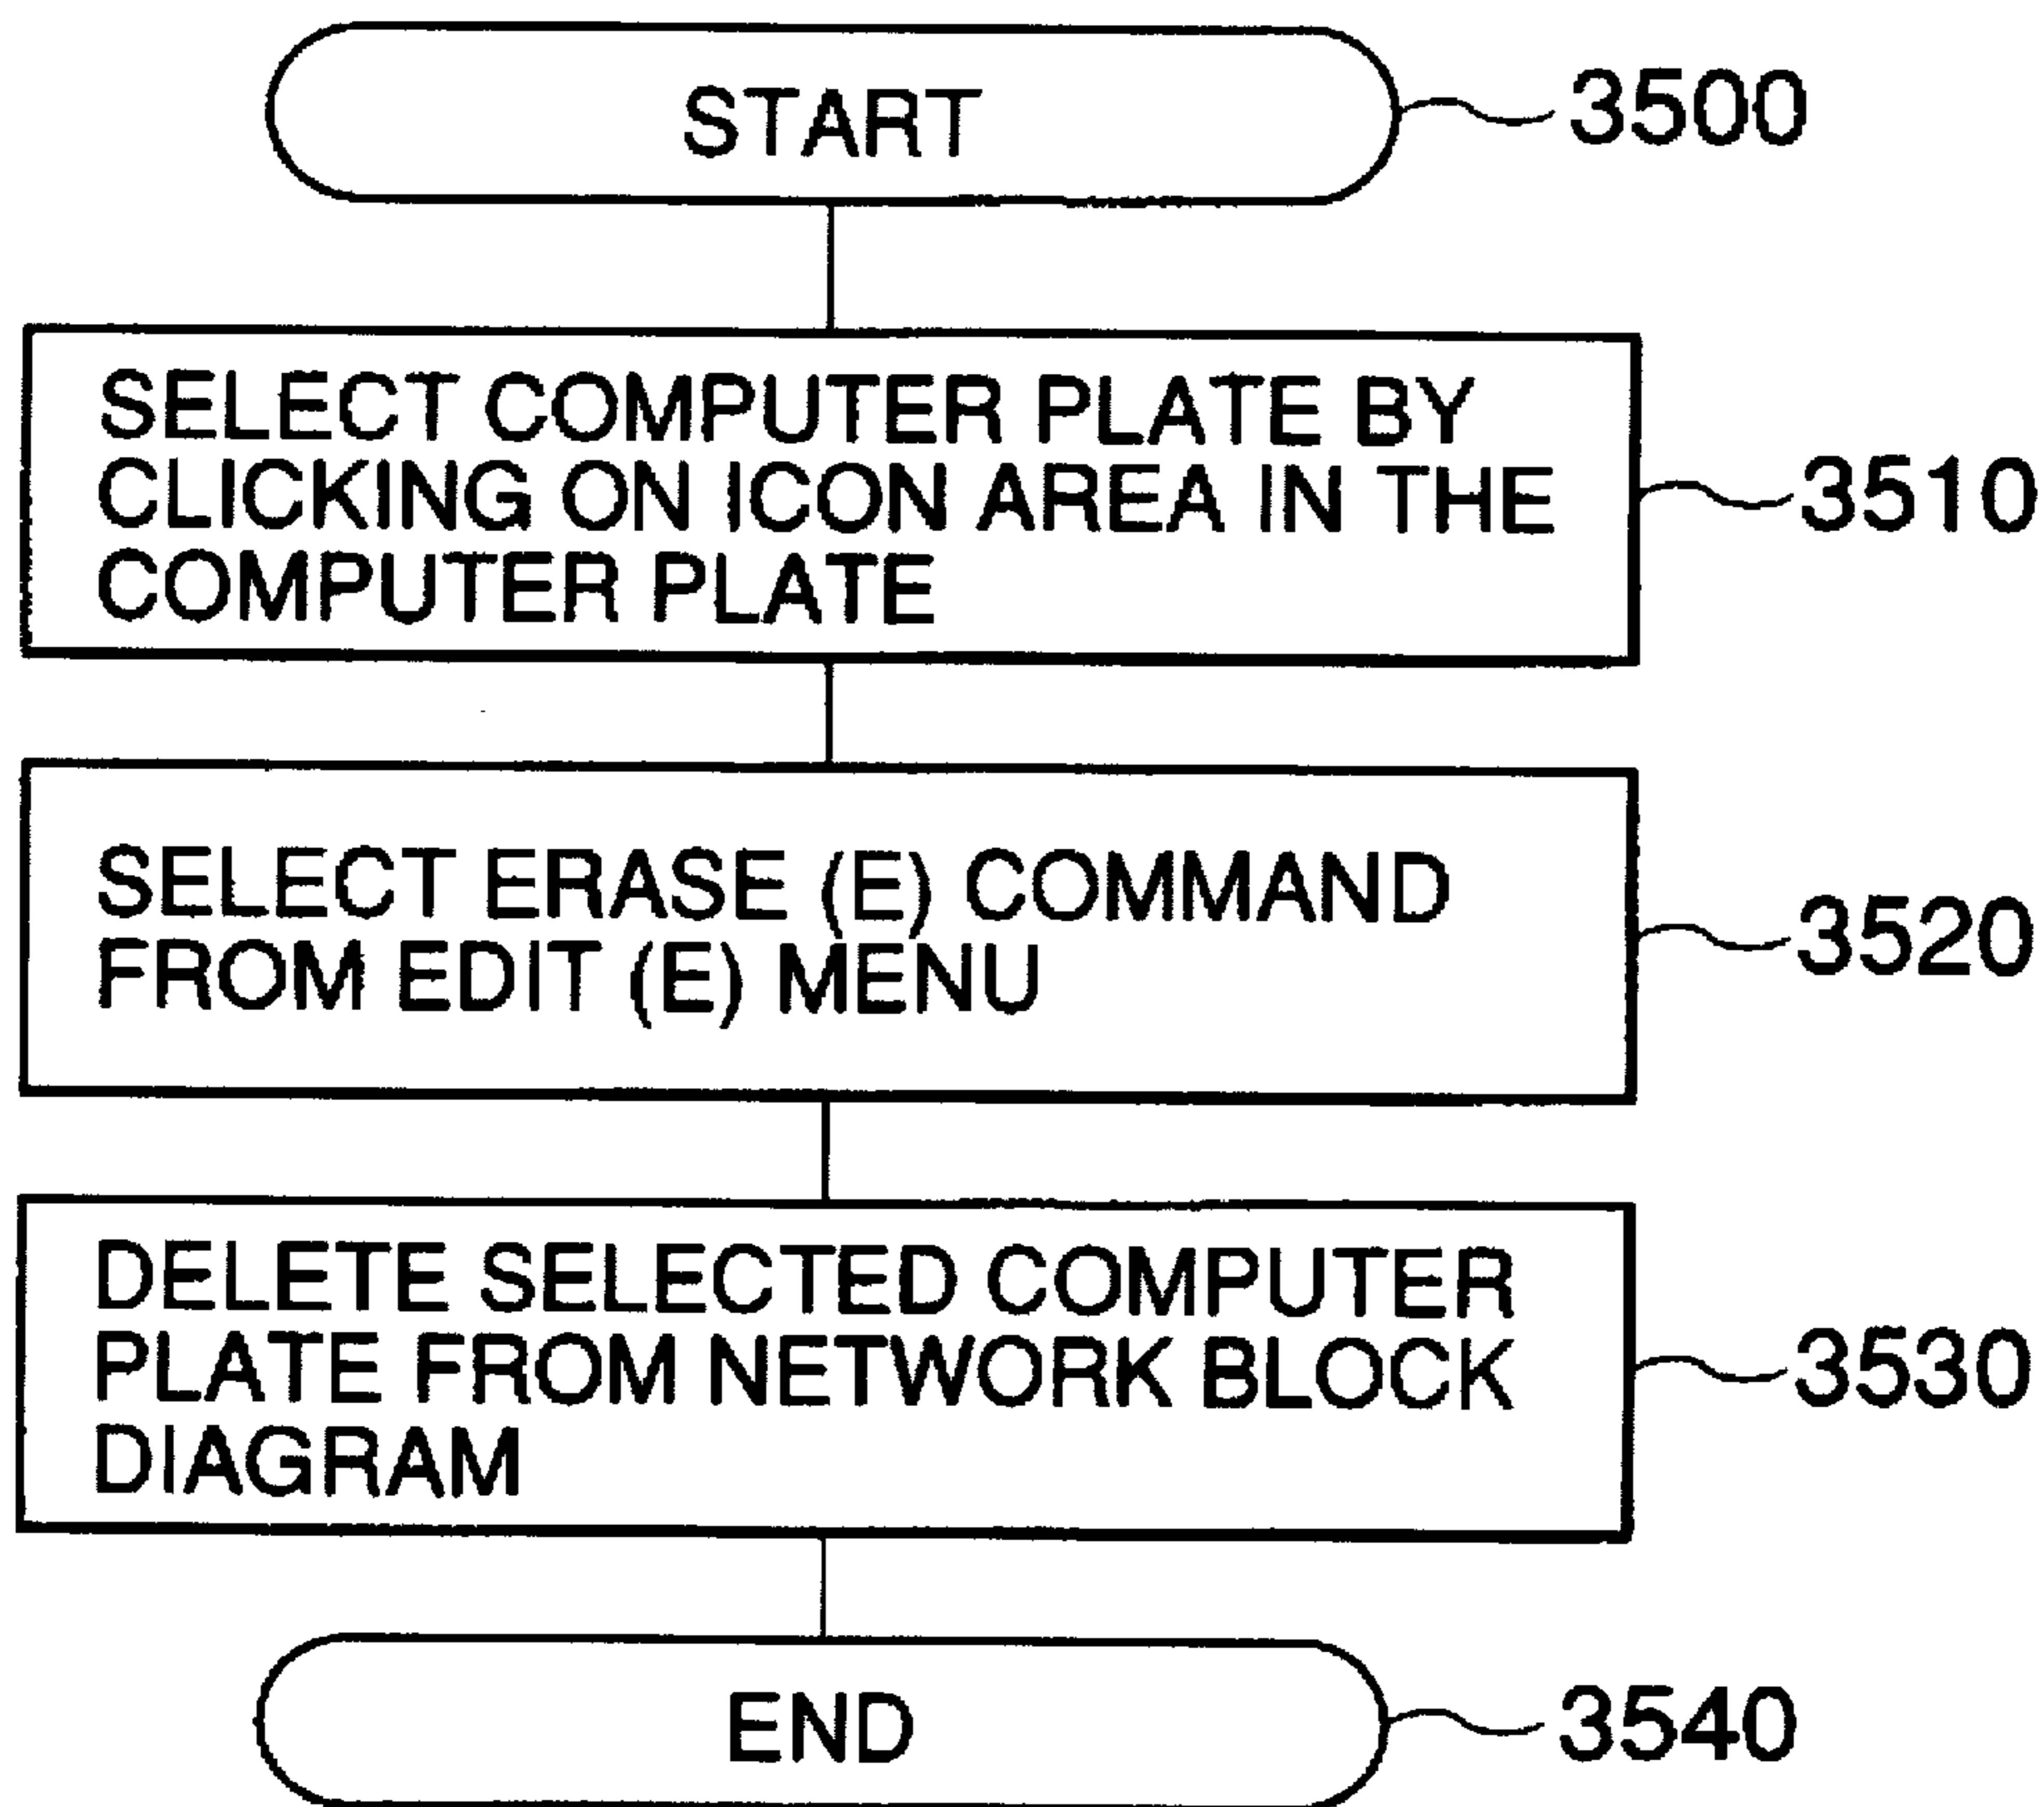 START
3500
SELECT COMPUTER PLATE BY
CLICKING ON ICON AREA IN THE
COMPUTER PLATE
3510
SELECT ERASE (E) COMMAND
FROM EDIT (E) MENU
3520
DELETE SELECTED COMPUTER
PLATE FROM NETWORK BLOCK
DIAGRAM
3530
END
3540